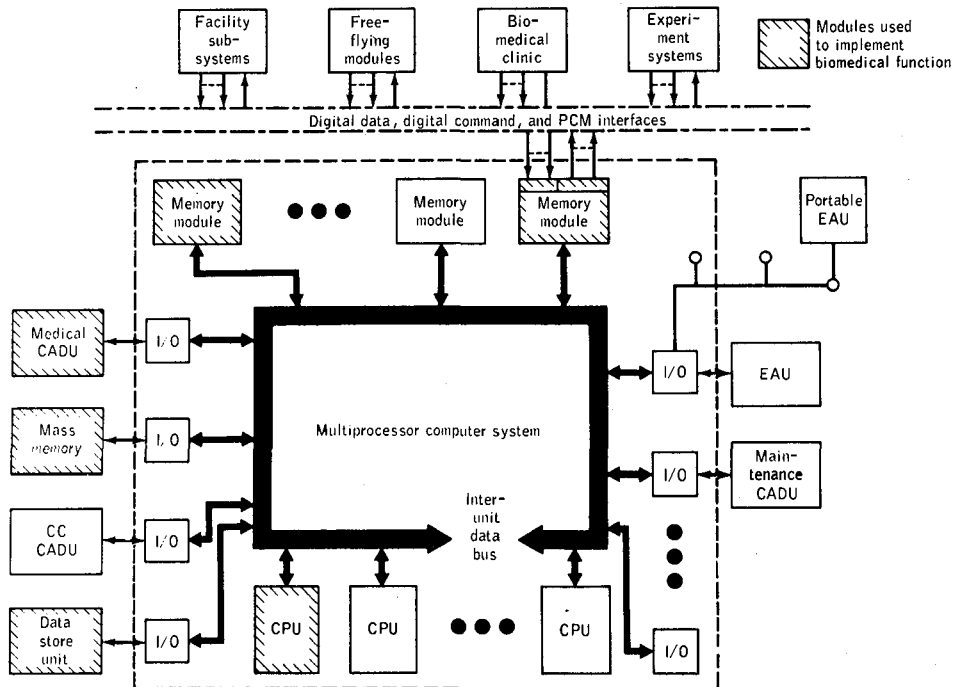 Facility
sub-
systems
Free-
flying
modules
Bio-
medical
clinic
Experi-
ment
systems
Modules used
to implement
biomedical function
Digital data, digital command, and PCM interfaces
Memory
module
Memory
module
Memory
module
Portable
EAU
Medical
CADU
I/O
I/O
EAU
Mass
memory
I/O
Multiprocessor computer system
I/O
Main-
tenance
CADU
CC
CADU
I/O
Inter-
unit
data
bus
Data
store
unit
I/O
CPU
CPU
CPU
I/O